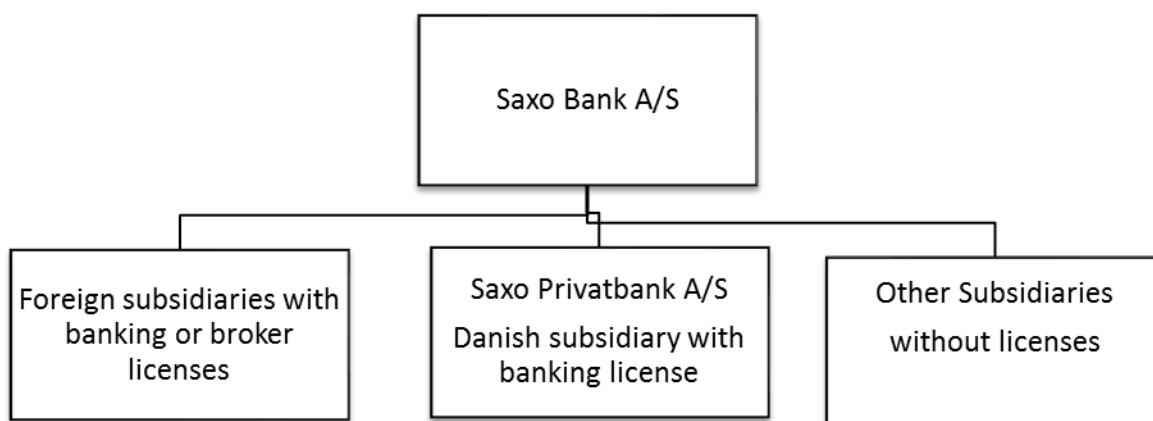 Saxo Bank A/S
Foreign subsidiaries with
banking or broker
licenses
Saxo Privatbank A/S
Danish subsidiary with
banking license
Other Subsidiaries
without licenses